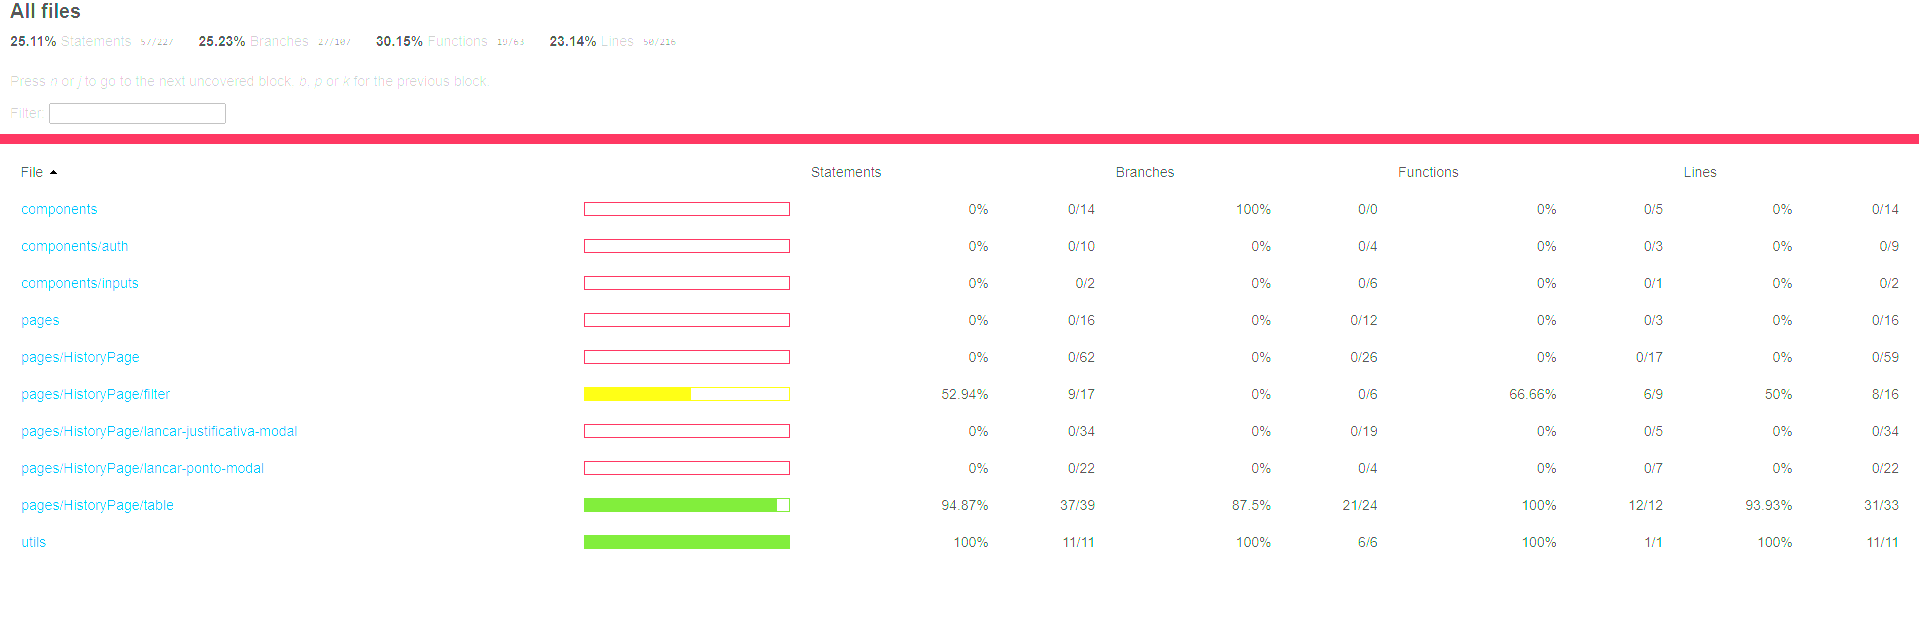 All files
25.11% Statements 57/227 25.23% Branches 27/107 30.15% Functions 19/63 23.14% Lines 50/216
Press n or j to go to the next uncovered block, b, p or k for the previous block.
Filter:
File Statements Branches Functions Lines
components 0% 0/14 100% 0/0 0% 0/5 0% 0/14
components/auth 0% 0/10 0% 0/4 0% 0/3 0% 0/9
components/inputs 0% 0/2 0% 0/6 0% 0/1 0% 0/2
pages 0% 0/16 0% 0/12 0% 0/3 0% 0/16
pages/HistoryPage 0% 0/62 0% 0/26 0% 0/17 0% 0/59
pages/HistoryPage/filter 52.94% 9/17 0% 0/6 66.66% 6/9 50% 8/16
pages/HistoryPage/lancar-justificativa-modal 0% 0/34 0% 0/19 0% 0/5 0% 0/34
pages/HistoryPage/lancar-ponto-modal 0% 0/22 0% 0/4 0% 0/7 0% 0/22
pages/HistoryPage/table 94.87% 37/39 87.5% 21/24 100% 12/12 93.93% 31/33
utils 100% 11/11 100% 6/6 100% 1/1 100% 11/11